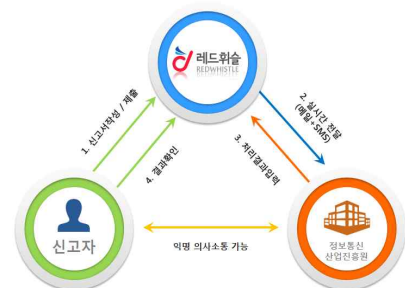 레드휘슬
REDWHISTLE
1. 신고서작성 / 제출
4. 결과확인
2. 실시간 전달
(메일+SMS)
3. 처리결과입력
신고자
익명 의사소통 가능
정보통신
산업진흥원